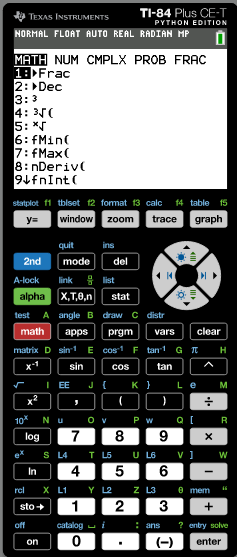 TEXAS INSTRUMENTS TI-84 Plus CE-T
PYTHON EDITION
NORMAL FLOAT AUTO REAL RADIAN MP
MATH NUM CMPLX PROB FRAC
1:▶Frac
2:▶Dec
3:³
4:³√(
5:ˣ√
6:fMin(
7:fMax(
8:nDeriv(
9↓fnInt(
statplot f1 tblset f2 format f3 calc f4 table f5
y= window zoom trace graph
quit ins
2nd mode del
A-lock link list
alpha X,T,θ,n stat
test A angle B draw C distr
math apps prgm vars clear
matrix D sin⁻¹ E cos⁻¹ F tan⁻¹ G π H
x⁻¹ sin cos tan ^
√ I EE J { K } L e M
x² , ( ) ÷
10ˣ N u O v P w Q [ R
log 7 8 9 ×
eˣ S L4 T L5 U L6 V ] W
ln 4 5 6 −
rcl X L1 Y L2 Z L3 θ mem "
sto→ 1 2 3 +
off catalog ⎵ i : ans ? entry solve
on 0 . (−) enter